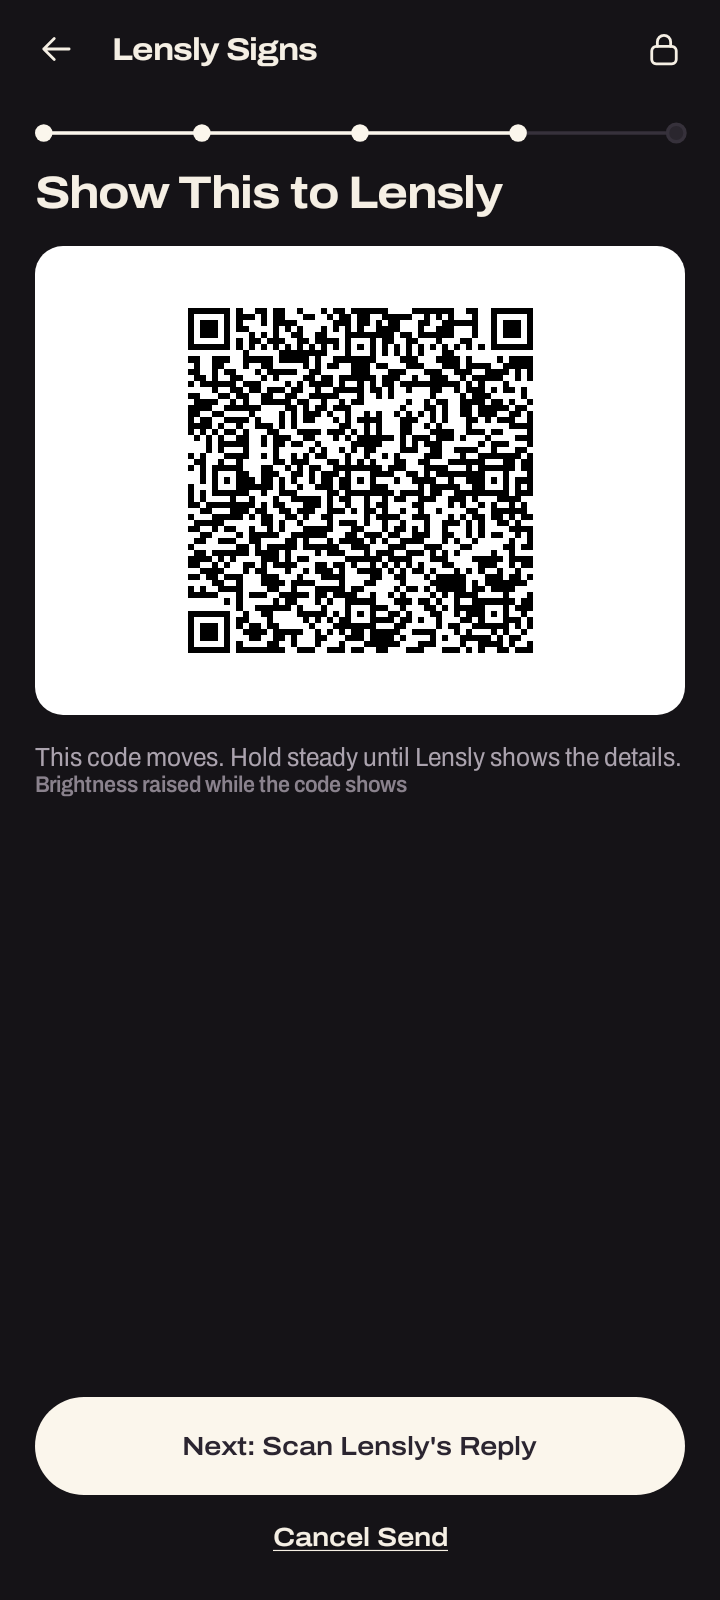 Lensly Signs
Show This to Lensly
This code moves. Hold steady until Lensly shows the details.
Brightness raised while the code shows
Next: Scan Lensly's Reply
Cancel Send